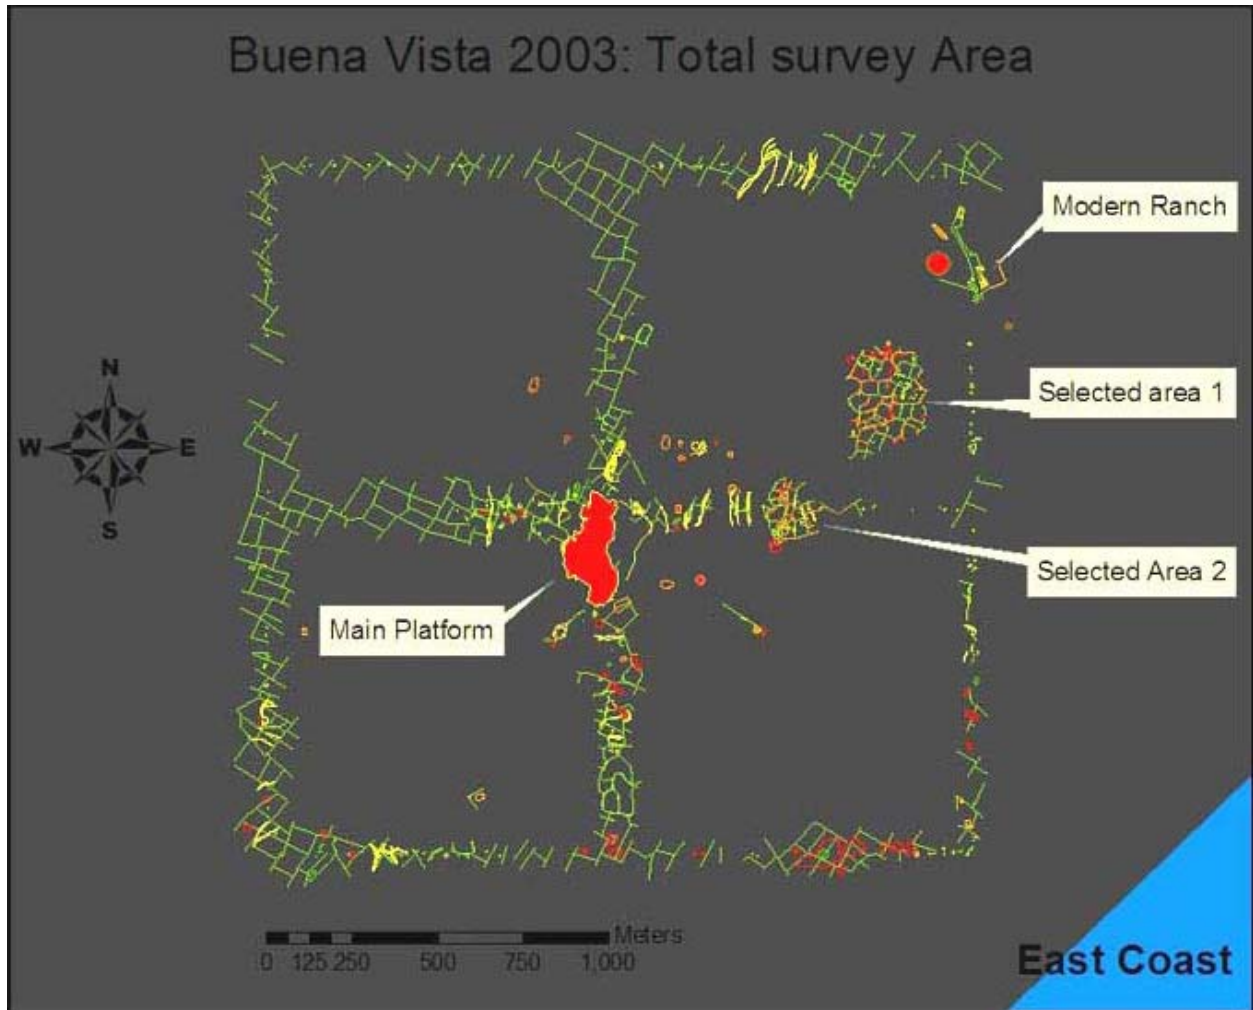 Buena Vista 2003: Total survey Area
Modern Ranch
N
Selected area 1
W E
S
Selected Area 2
Main Platform
Meters
0 125 250 500 750 1,000
East Coast